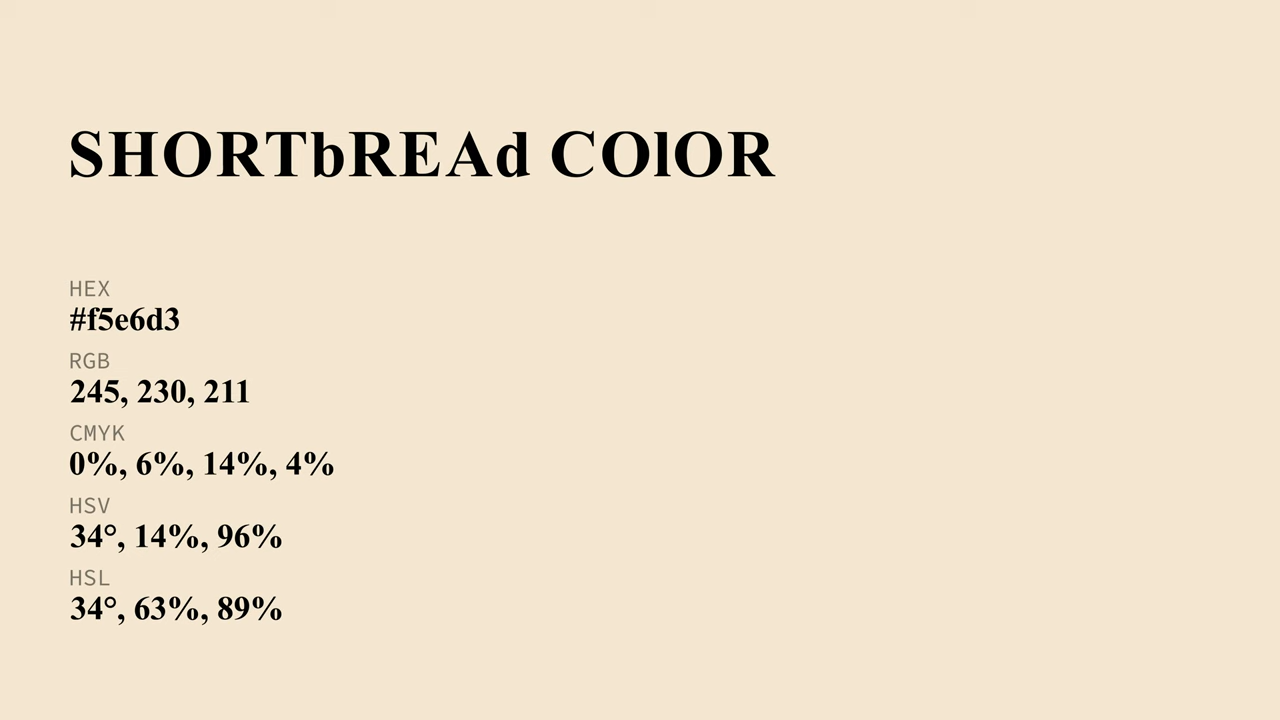 SHORTbREAd COlOR
HEX
#f5e6d3
RGB
245, 230, 211
CMYK
0%, 6%, 14%, 4%
HSV
34°, 14%, 96%
HSL
34°, 63%, 89%